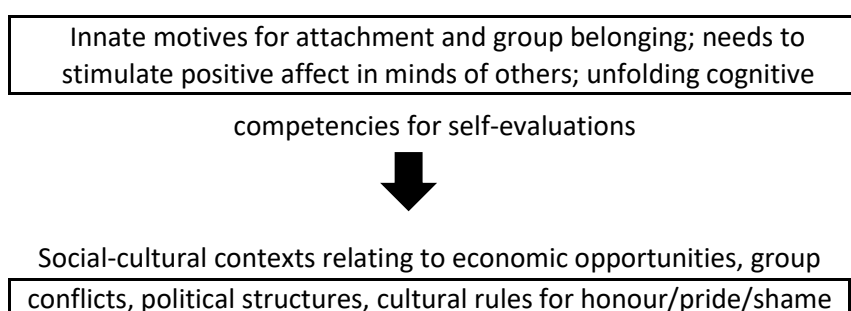 Innate motives for attachment and group belonging; needs to
stimulate positive affect in minds of others; unfolding cognitive
competencies for self-evaluations
Social-cultural contexts relating to economic opportunities, group
conflicts, political structures, cultural rules for honour/pride/shame